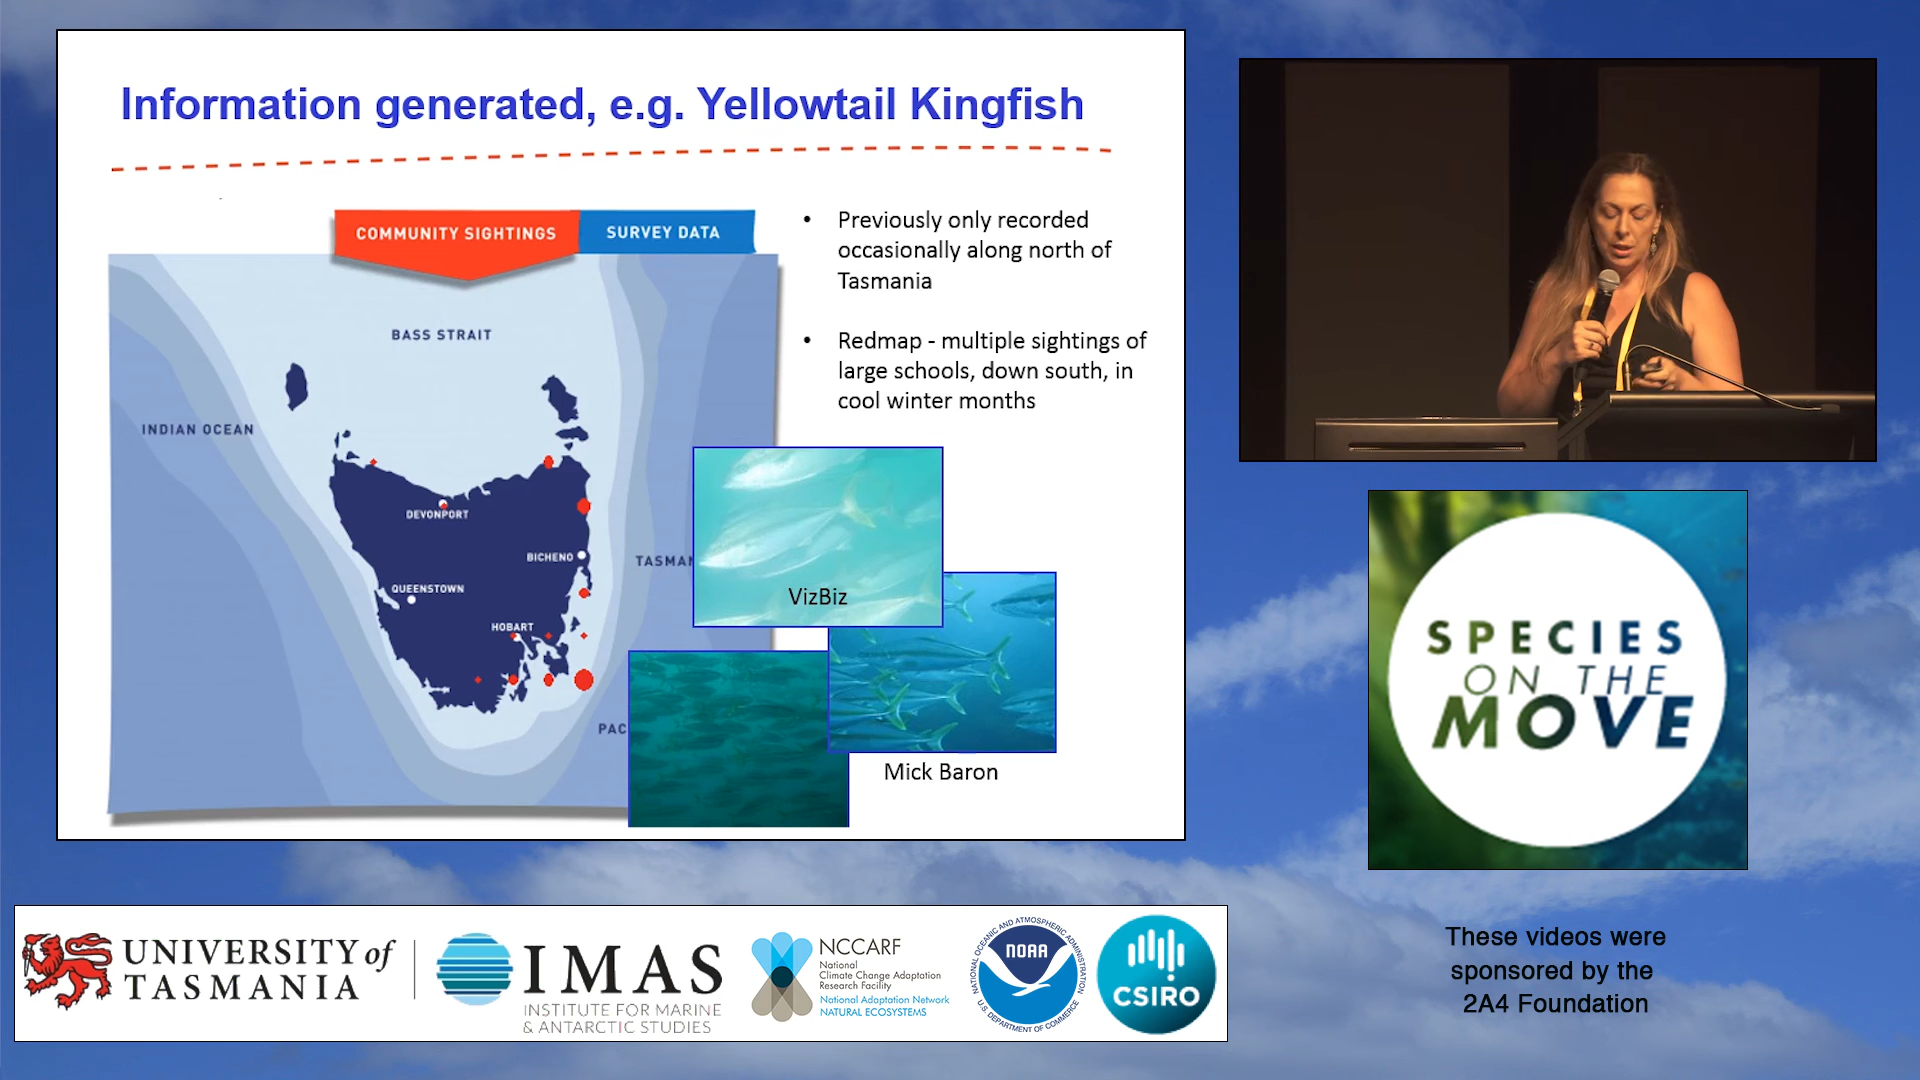 Information generated, e.g. Yellowtail Kingfish
COMMUNITY SIGHTINGS
SURVEY DATA
BASS STRAIT
INDIAN OCEAN
DEVONPORT
BICHENO
TASMAN
QUEENSTOWN
HOBART
PAC
• Previously only recorded
occasionally along north of
Tasmania
• Redmap - multiple sightings of
large schools, down south, in
cool winter months
VizBiz
Mick Baron
SPECIES
ON THE
MOVE
UNIVERSITY of
TASMANIA
IMAS
INSTITUTE FOR MARINE
& ANTARCTIC STUDIES
NCCARF
National
Climate Change Adaptation
Research Facility
National Adaptation Network
NATURAL ECOSYSTEMS
NATIONAL OCEANIC AND ATMOSPHERIC ADMINISTRATION
NOAA
U.S. DEPARTMENT OF COMMERCE
CSIRO
These videos were
sponsored by the
2A4 Foundation